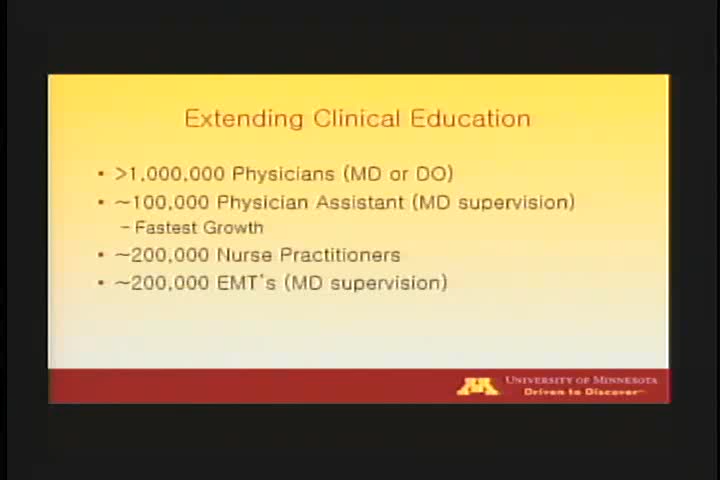 Extending Clinical Education
• >1,000,000 Physicians (MD or DO)
• ~100,000 Physician Assistant (MD supervision)
– Fastest Growth
• ~200,000 Nurse Practitioners
• ~200,000 EMT's (MD supervision)
M
UNIVERSITY OF MINNESOTA
Driven to Discover℠